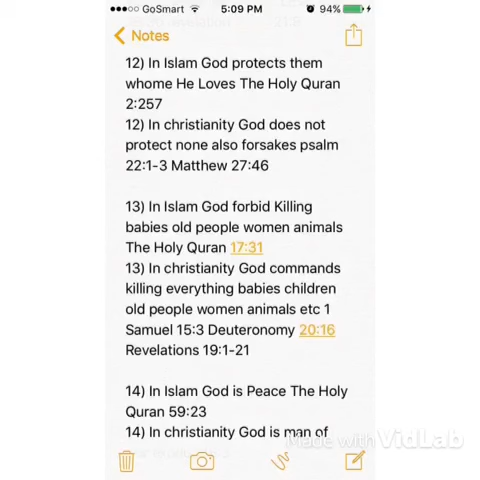 GoSmart 5:09 PM 94%
Notes
12) In Islam God protects them
whome He Loves The Holy Quran
2:257
12) In christianity God does not
protect none also forsakes psalm
22:1-3 Matthew 27:46
13) In Islam God forbid Killing
babies old people women animals
The Holy Quran 17:31
13) In christianity God commands
killing everything babies children
old people women animals etc 1
Samuel 15:3 Deuteronomy 20:16
Revelations 19:1-21
14) In Islam God is Peace The Holy
Quran 59:23
14) In christianity God is man of
Made with VidLab